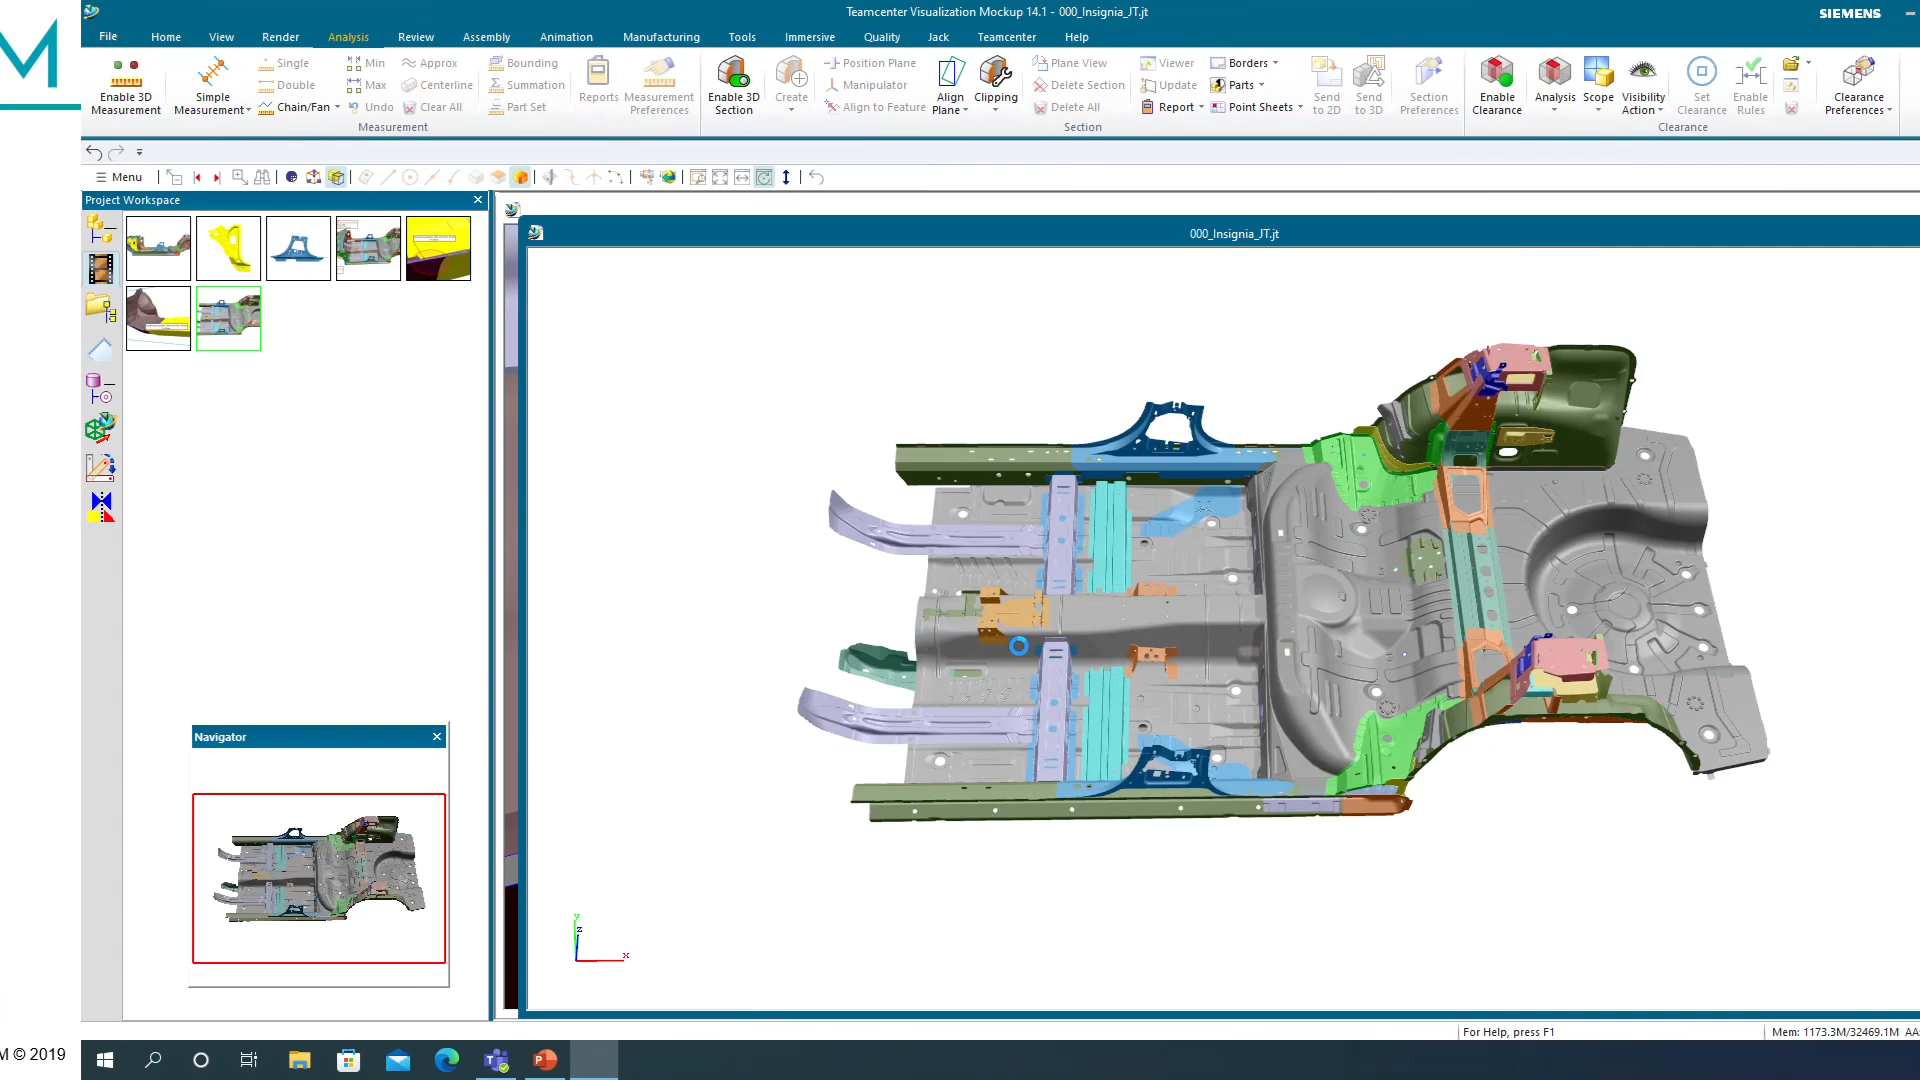 M
Teamcenter Visualization Mockup 14.1 - 000_Insignia_JT.jt
SIEMENS
File Home View Render Analysis Review Assembly Animation Manufacturing Tools Immersive Quality Jack Teamcenter Help
Enable 3D Measurement
Simple Measurement
Single
Double
Chain/Fan
Min
Max
Undo
Approx
Centerline
Clear All
Bounding
Summation
Part Set
Reports
Measurement Preferences
Measurement
Enable 3D Section
Create
Position Plane
Manipulator
Align to Feature
Align Plane
Clipping
Plane View
Delete Section
Delete All
Viewer
Update
Report
Borders
Parts
Point Sheets
Send to 2D
Send to 3D
Section Preferences
Section
Enable Clearance
Analysis
Scope
Visibility Action
Set Clearance
Enable Rules
Clearance Preferences
Clearance
Menu
Project Workspace
000_Insignia_JT.jt
Navigator
y
z
x
For Help, press F1
Mem: 1173.3M/32469.1M AA
M © 2019